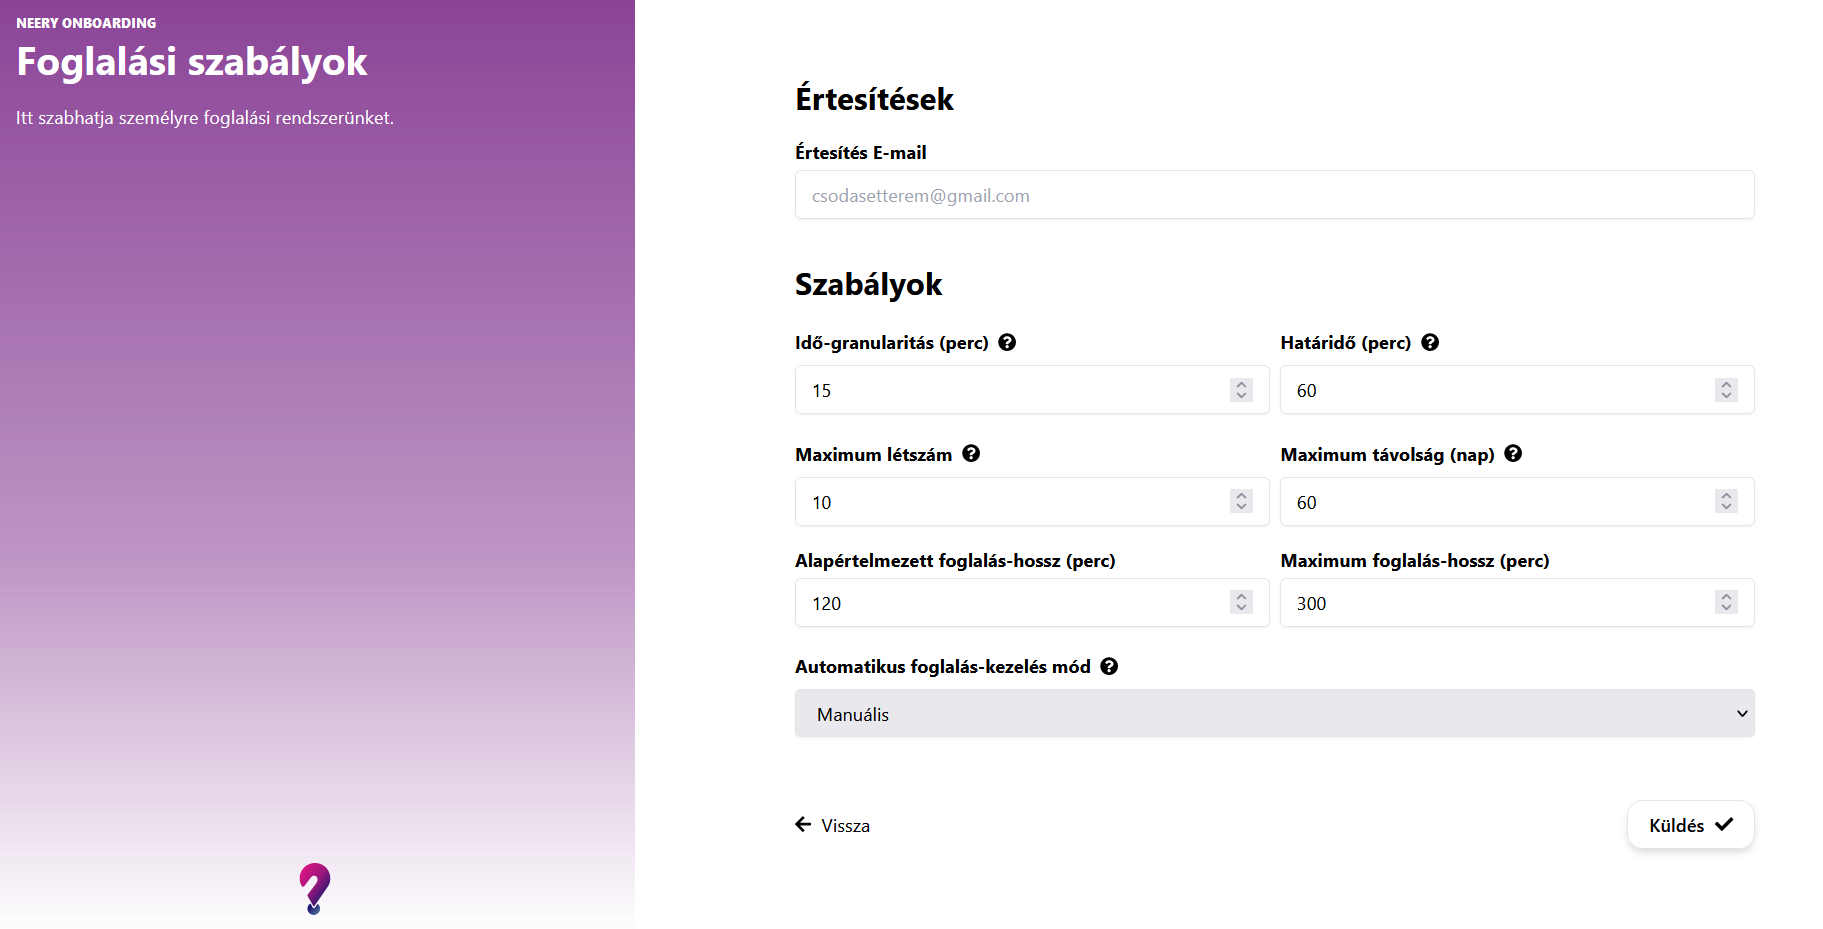 NEERY ONBOARDING
Foglalási szabályok
Itt szabhatja személyre foglalási rendszerünket.
Értesítések
Értesítés E-mail
csodasetterem@gmail.com
Szabályok
Idő-granularitás (perc)
Határidő (perc)
15
60
Maximum létszám
Maximum távolság (nap)
10
60
Alapértelmezett foglalás-hossz (perc)
Maximum foglalás-hossz (perc)
120
300
Automatikus foglalás-kezelés mód
Manuális
Vissza
Küldés